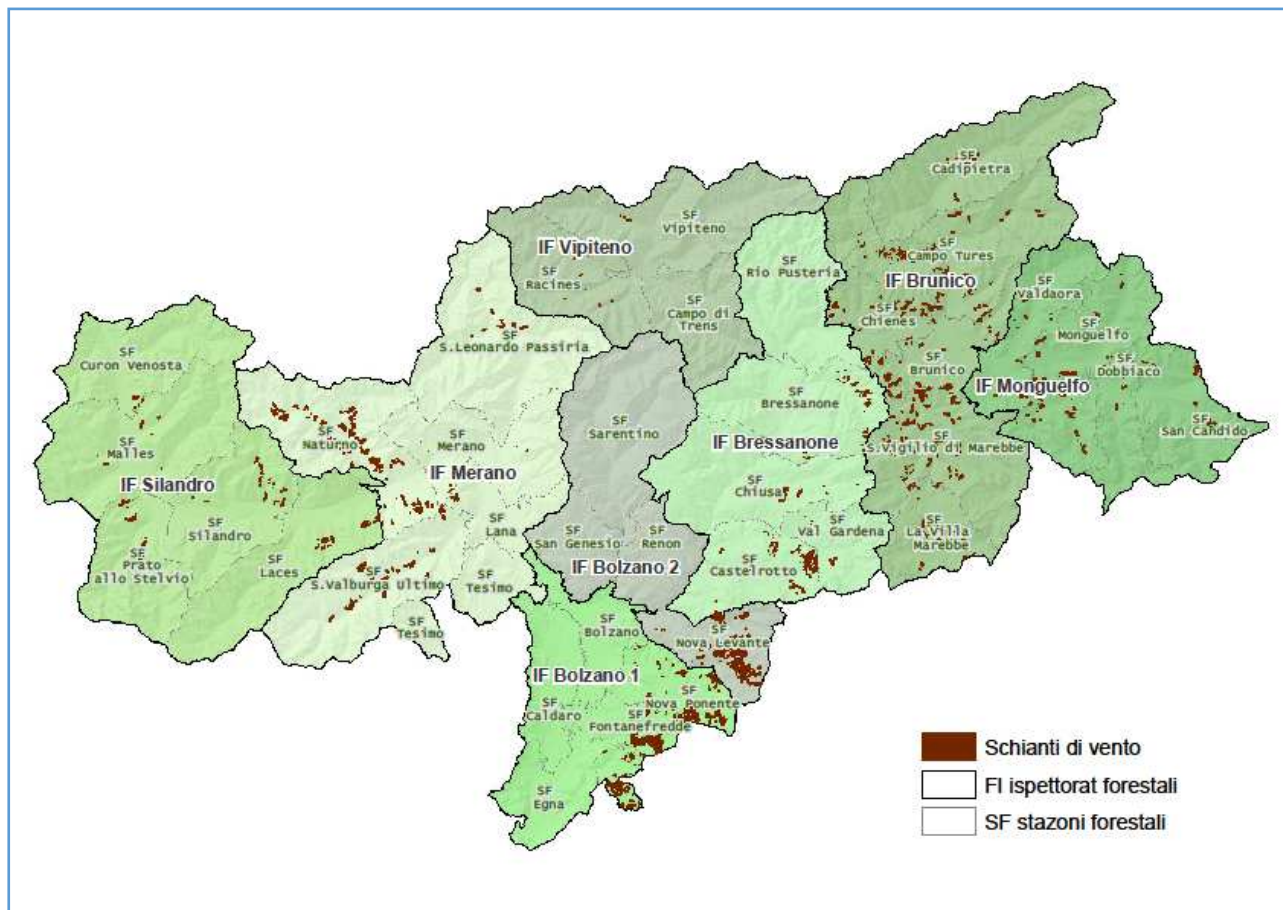 SF
Cadipietra
SF
Vipiteno
IF Vipiteno
SF
Racines
SF
Rio Pusteria
SF
Campo Tures
IF Brunico
SF
Valdaora
SF
Campo di
Trens
SF
Chienes
SF
Monguelfo
SF
S.Leonardo Passiria
SF
Curon Venosta
SF
Brunico
SF
Dobbiaco
IF Monguelfo
SF
Bressanone
SF
Sarentino
SF
San Candido
SF
Naturno
SF
Merano
IF Bressanone
SF
S.Vigilio di Marebbe
SF
Malles
IF Merano
IF Silandro
SF
Chiusa
SF
Silandro
SF
Lana
SF
San Genesio
SF
Renon
SF
Val Gardena
SF
La Villa
Marebbe
SF
Prato
allo Stelvio
SF
Laces
IF Bolzano 2
SF
Castelrotto
SF
S.Valburga Ultimo
SF
Tesimo
SF
Tesimo
SF
Bolzano
SF
Nova Levante
IF Bolzano 1
SF
Nova Ponente
SF
Caldaro
SF
Fontanefredde
SF
Egna
Schianti di vento
FI ispettorat forestali
SF stazoni forestali